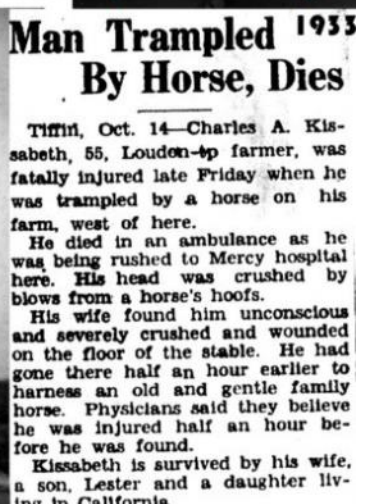 Man Trampled 1933
By Horse, Dies
Tiffin, Oct. 14—Charles A. Kis-
sabeth, 55, Loudon-tp farmer, was
fatally injured late Friday when he
was trampled by a horse on his
farm, west of here.
He died in an ambulance as he
was being rushed to Mercy hospital
here. His head was crushed by
blows from a horse's hoofs.
His wife found him unconscious
and severely crushed and wounded
on the floor of the stable. He had
gone there half an hour earlier to
harness an old and gentle family
horse. Physicians said they believe
he was injured half an hour be-
fore he was found.
Kissabeth is survived by his wife,
a son, Lester and a daughter liv-
ing in California.